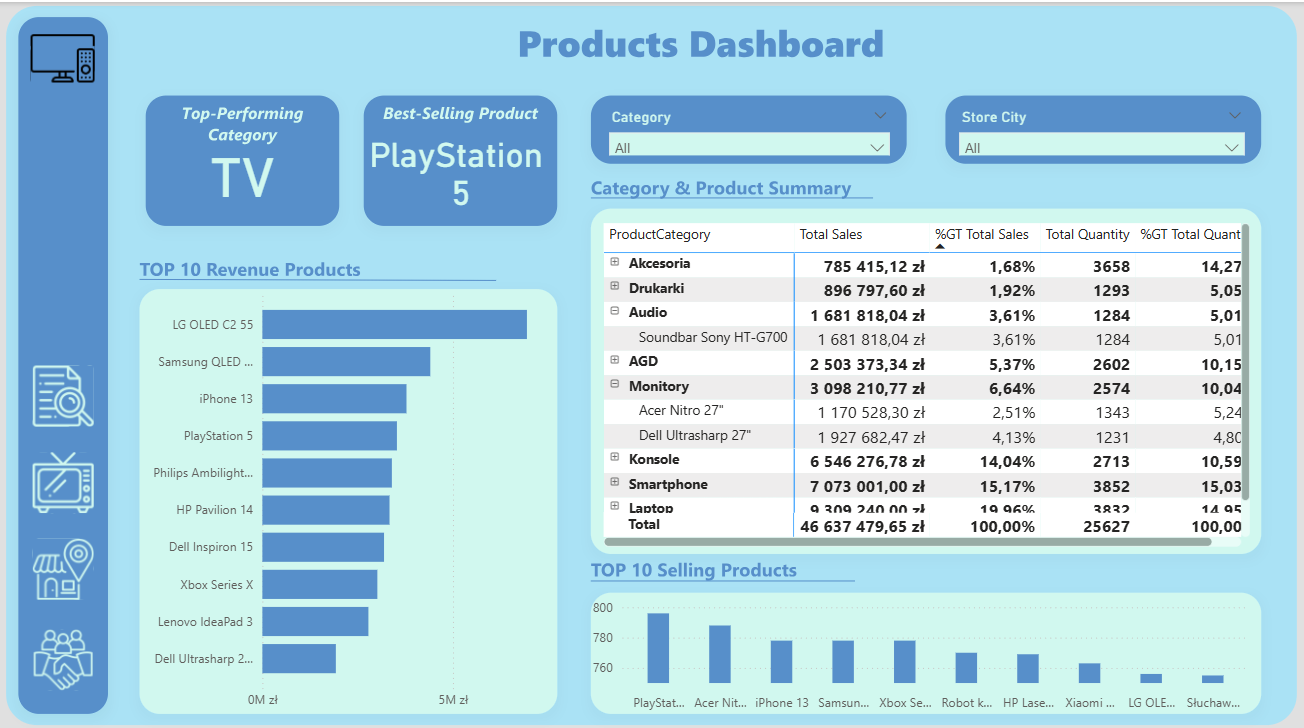 Products Dashboard
Top-Performing
Category
TV
Best-Selling Product
PlayStation
5
Category
All
Store City
All
Category & Product Summary
ProductCategory Total Sales %GT Total Sales Total Quantity %GT Total Quant
Akcesoria 785 415,12 zł 1,68% 3658 14,27
Drukarki 896 797,60 zł 1,92% 1293 5,05
Audio 1 681 818,04 zł 3,61% 1284 5,01
Soundbar Sony HT-G700 1 681 818,04 zł 3,61% 1284 5,01
AGD 2 503 373,34 zł 5,37% 2602 10,15
Monitory 3 098 210,77 zł 6,64% 2574 10,04
Acer Nitro 27" 1 170 528,30 zł 2,51% 1343 5,24
Dell Ultrasharp 27" 1 927 682,47 zł 4,13% 1231 4,80
Konsole 6 546 276,78 zł 14,04% 2713 10,59
Smartphone 7 073 001,00 zł 15,17% 3852 15,03
Laptop 9 309 240,00 zł 19,96% 3832 14,95
Total 46 637 479,65 zł 100,00% 25627 100,00
TOP 10 Revenue Products
LG OLED C2 55
Samsung QLED ...
iPhone 13
PlayStation 5
Philips Ambilight...
HP Pavilion 14
Dell Inspiron 15
Xbox Series X
Lenovo IdeaPad 3
Dell Ultrasharp 2...
0M zł 5M zł
TOP 10 Selling Products
800
780
760
PlayStat... Acer Nit... iPhone 13 Samsun... Xbox Se... Robot k... HP Lase... Xiaomi ... LG OLE... Słuchaw...